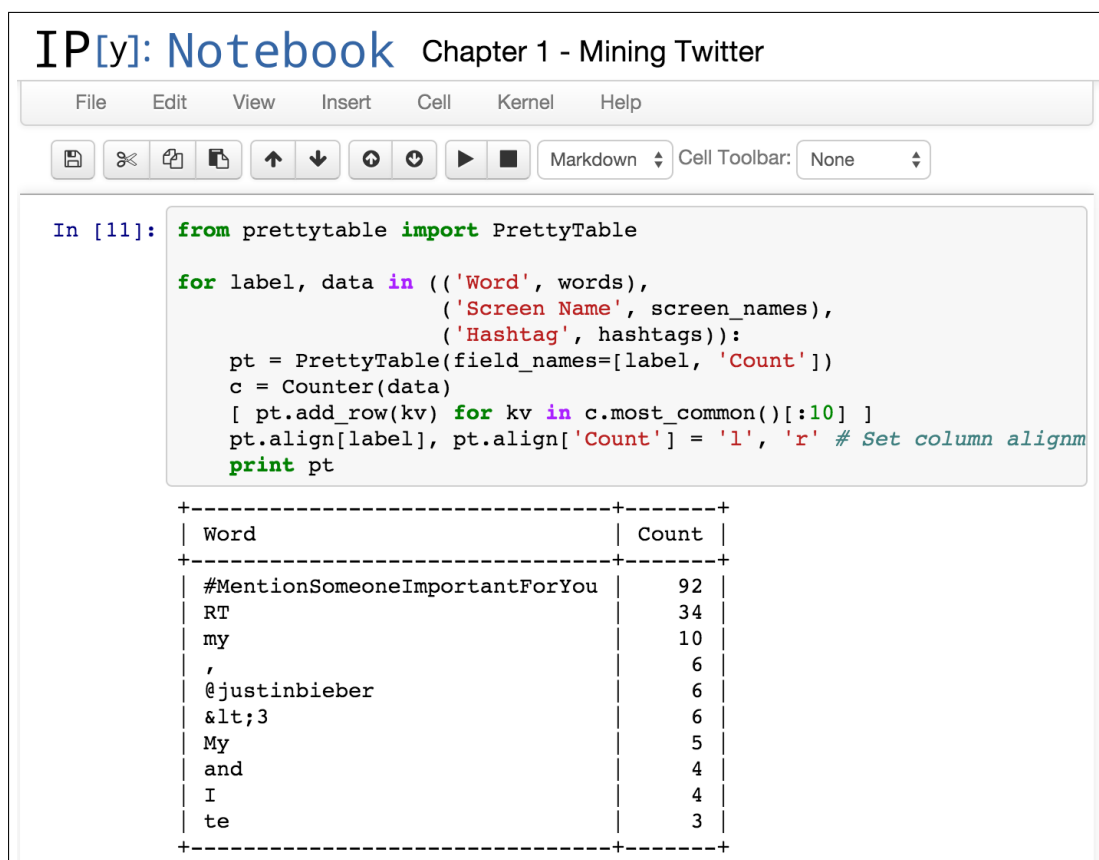 IP[y]: Notebook Chapter 1 - Mining Twitter
File Edit View Insert Cell Kernel Help
Markdown Cell Toolbar: None
In [11]: from prettytable import PrettyTable
for label, data in (('Word', words),
('Screen Name', screen_names),
('Hashtag', hashtags)):
pt = PrettyTable(field_names=[label, 'Count'])
c = Counter(data)
[ pt.add_row(kv) for kv in c.most_common()[:10] ]
pt.align[label], pt.align['Count'] = 'l', 'r' # Set column alignm
print pt
+--------------------------------+-------+
| Word | Count |
+--------------------------------+-------+
| #MentionSomeoneImportantForYou | 92 |
| RT | 34 |
| my | 10 |
| , | 6 |
| @justinbieber | 6 |
| &lt;3 | 6 |
| My | 5 |
| and | 4 |
| I | 4 |
| te | 3 |
+--------------------------------+-------+